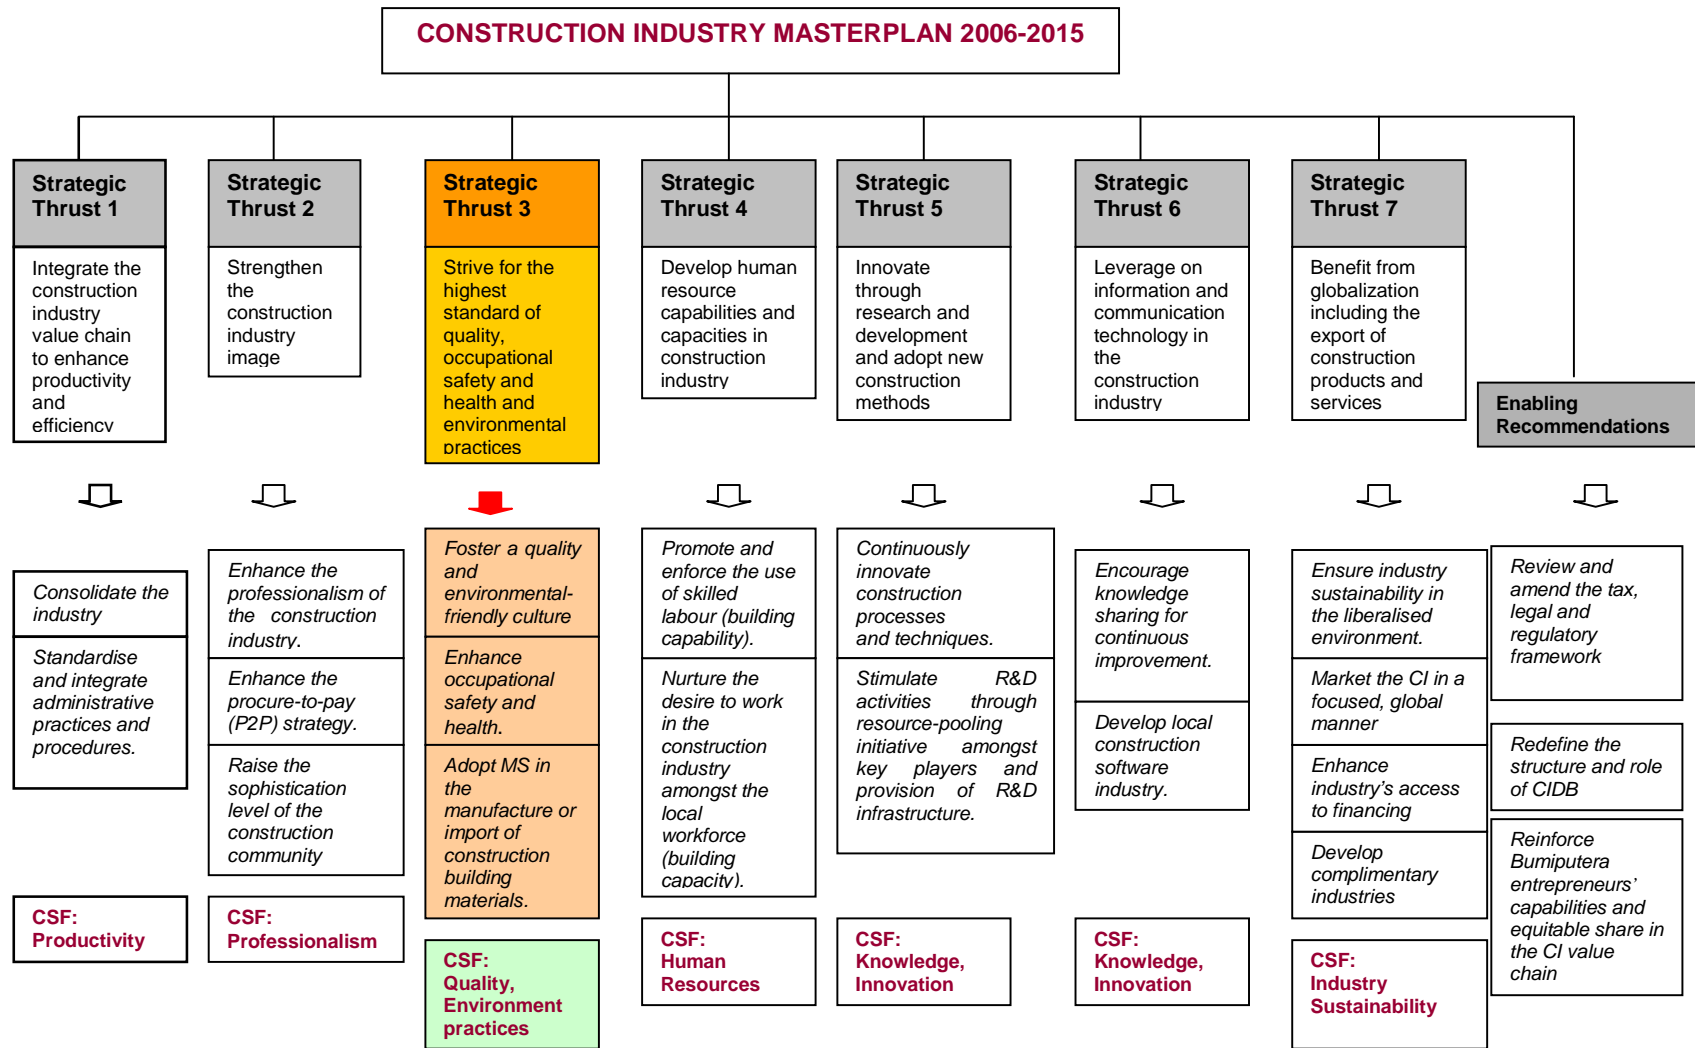 CONSTRUCTION INDUSTRY MASTERPLAN 2006-2015
Strategic
Thrust 1
Integrate the
construction
industry
value chain
to enhance
productivity
and
efficiency
Consolidate the
industry
Standardise
and integrate
administrative
practices and
procedures.
CSF:
Productivity
Strategic
Thrust 2
Strengthen
the
construction
industry
image
Enhance the
professionalism of
the construction
industry.
Enhance the
procure-to-pay
(P2P) strategy.
Raise the
sophistication
level of the
construction
community
CSF:
Professionalism
Strategic
Thrust 3
Strive for the
highest
standard of
quality,
occupational
safety and
health and
environmental
practices
Foster a quality
and
environmental-
friendly culture
Enhance
occupational
safety and
health.
Adopt MS in
the
manufacture or
import of
construction
building
materials.
CSF:
Quality,
Environment
practices
Strategic
Thrust 4
Develop human
resource
capabilities and
capacities in
construction
industry
Promote and
enforce the use
of skilled
labour (building
capability).
Nurture the
desire to work
in the
construction
industry
amongst the
local
workforce
(building
capacity).
CSF:
Human
Resources
Strategic
Thrust 5
Innovate
through
research and
development
and adopt new
construction
methods
Continuously
innovate
construction
processes
and techniques.
Stimulate R&D
activities through
resource-pooling
initiative amongst
key players and
provision of R&D
infrastructure.
CSF:
Knowledge,
Innovation
Strategic
Thrust 6
Leverage on
information and
communication
technology in
the
construction
industry
Encourage
knowledge
sharing for
continuous
improvement.
Develop local
construction
software
industry.
CSF:
Knowledge,
Innovation
Strategic
Thrust 7
Benefit from
globalization
including the
export of
construction
products and
services
Ensure industry
sustainability in
the liberalised
environment.
Market the CI in a
focused, global
manner
Enhance
industry's access
to financing
Develop
complimentary
industries
CSF:
Industry
Sustainability
Enabling
Recommendations
Review and
amend the tax,
legal and
regulatory
framework
Redefine the
structure and role
of CIDB
Reinforce
Bumiputera
entrepreneurs'
capabilities and
equitable share in
the CI value
chain